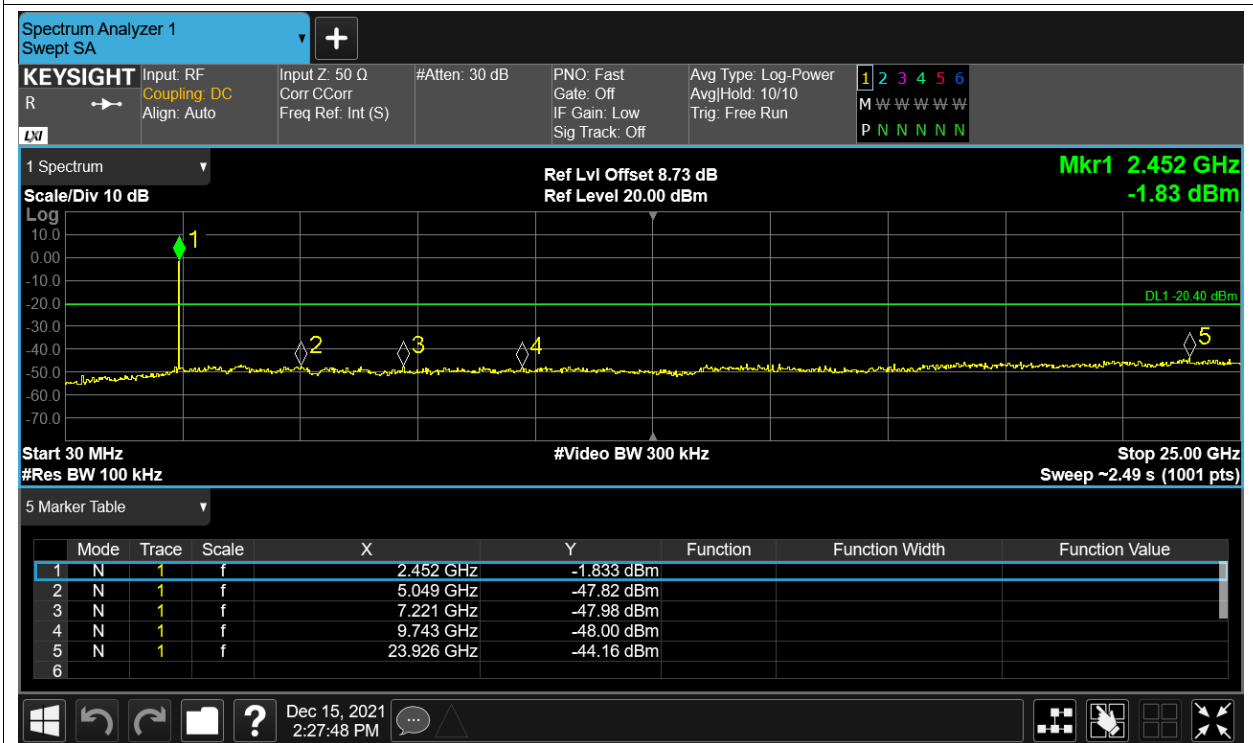 Spectrum Analyzer 1
Swept SA
+
KEYSIGHT
R
LXI
Input: RF
Coupling: DC
Align: Auto
Input Z: 50 Ω
Corr CCorr
Freq Ref: Int (S)
#Atten: 30 dB
PNO: Fast
Gate: Off
IF Gain: Low
Sig Track: Off
Avg Type: Log-Power
Avg|Hold: 10/10
Trig: Free Run
1 2 3 4 5 6
M W W W W W
P N N N N N
1 Spectrum
Scale/Div 10 dB
Ref Lvl Offset 8.73 dB
Ref Level 20.00 dBm
Mkr1 2.452 GHz
-1.83 dBm
Log
10.0
0.00
-10.0
-20.0
-30.0
-40.0
-50.0
-60.0
-70.0
1
2
3
4
5
DL1 -20.40 dBm
Start 30 MHz
#Video BW 300 kHz
Stop 25.00 GHz
#Res BW 100 kHz
Sweep ~2.49 s (1001 pts)
5 Marker Table
Mode Trace Scale X Y Function Function Width Function Value
1 N 1 f 2.452 GHz -1.833 dBm
2 N 1 f 5.049 GHz -47.82 dBm
3 N 1 f 7.221 GHz -47.98 dBm
4 N 1 f 9.743 GHz -48.00 dBm
5 N 1 f 23.926 GHz -44.16 dBm
6
?
Dec 15, 2021
2:27:48 PM